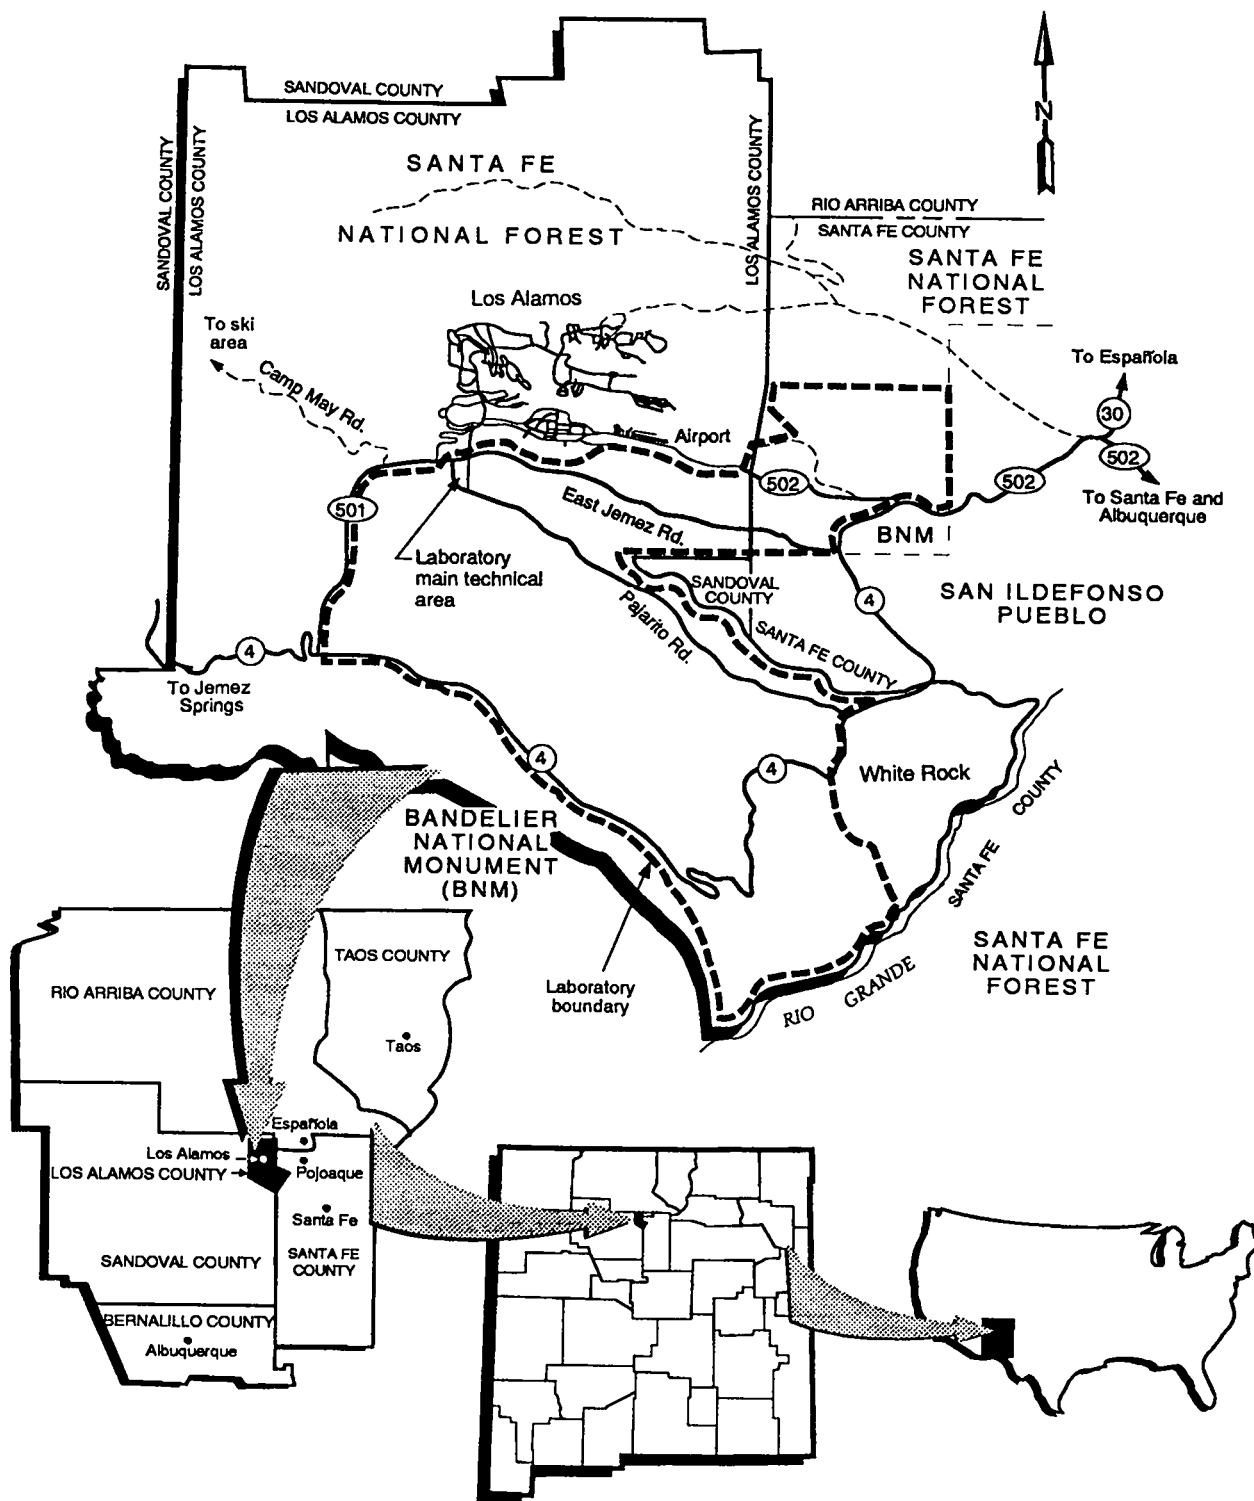 SANDOVAL COUNTY
LOS ALAMOS COUNTY
SANDOVAL COUNTY
LOS ALAMOS COUNTY
LOS ALAMOS COUNTY
N
SANTA FE
NATIONAL FOREST
RIO ARRIBA COUNTY
SANTA FE COUNTY
SANTA FE
NATIONAL
FOREST
Los Alamos
To ski
area
Camp May Rd.
To Española
30
502
To Santa Fe and
Albuquerque
Airport
502
502
501
East Jemez Rd.
BNM
Laboratory
main technical
area
SANDOVAL
COUNTY
4
SAN ILDEFONSO
PUEBLO
Pajarito Rd.
SANTA FE COUNTY
4
To Jemez
Springs
4
4
White Rock
SANTA FE COUNTY
BANDELIER
NATIONAL
MONUMENT
(BNM)
Laboratory
boundary
RIO GRANDE
SANTA FE
NATIONAL
FOREST
TAOS COUNTY
RIO ARRIBA COUNTY
Taos
Española
Los Alamos
LOS ALAMOS COUNTY
Pojoaque
Santa Fe
SANDOVAL COUNTY
SANTA FE
COUNTY
BERNALILLO COUNTY
Albuquerque